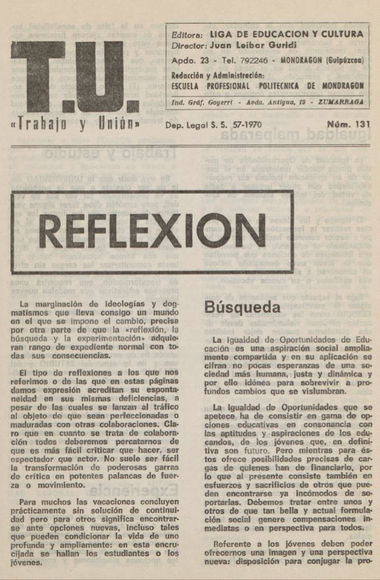 T.U.
«Trabajo y Unión»
Editora: LIGA DE EDUCACION Y CULTURA
Director: Juan Leibar Guridi
Apdo. 23 - Tel. 792246 - MONDRAGON (Guipúzcoa)
Redacción y Administración:
ESCUELA PROFESIONAL POLITECNICA DE MONDRAGON
Ind. Gráf. Goyerri - Avda. Antigua, 15 - ZUMARRAGA
Dep. Legal S. S. 57-1970 Núm. 131
REFLEXION
La marginación de ideologías y dog-
matismos que lleva consigo un mundo
en el que se impone el cambio, precisa
por otra parte de que la «reflexión, la
búsqueda y la experimentación» adquie-
ran rango de expediente normal con to-
das sus consecuencias.
El tipo de reflexiones a los que nos
referimos o de las que en estas páginas
damos expresión acreditan su esponta-
neidad en sus mismas deficiencias, a
pesar de las cuales se lanzan al tráfico
al objeto de que sean perfeccionadas o
maduradas con otras colaboraciones. Cla-
ro que en cuanto se trata de colabora-
ción todos deberemos percatarnos de
que es más fácil criticar que hacer, ser
espectador que actor. No suele ser fácil
la transformación de poderosas garras
de crítica en potentes palancas de fuer-
za o movimiento.
Para muchos las vacaciones concluyen
prácticamente sin solución de continui-
dad pero para otros significa encontrar-
se ante opciones nuevas, incluso tales
que pueden condicionar la vida de uno
profunda y ampliamente: en esta encru-
cijada se hallan los estudiantes o los
jóvenes.
Búsqueda
La Igualdad de Oportunidades de Edu-
cación es una aspiración social amplia-
mente compartida y en su aplicación se
cifran no pocas esperanzas de una so-
ciedad más humana, justa y dinámica y
por ello idónea para sobrevivir a pro-
fundos cambios que se vislumbran.
La Igualdad de Oportunidades que se
apetece ha de consistir en gama de op-
ciones educativas en consonancia con
las aptitudes y aspiraciones de los edu-
candos, de los jóvenes que, en defini-
tiva son futuro. Pero mientras para és-
tos ofrece posibilidades precisas de car-
gas de quienes han de financiarlo, por
lo que al presente consiste también en
esfuerzos y sacrificios de otros que pue-
den encontrarse ya incómodos de so-
portarlas. Debemos tratar entre unos y
otros de que tan bella y actual formula-
ción social genere compensaciones in-
mediatas o en perspectiva para todos.
Referente a los jóvenes deben poder
ofrecernos una imagen y una perspectiva
nueva: disposición para conjugar la pro-